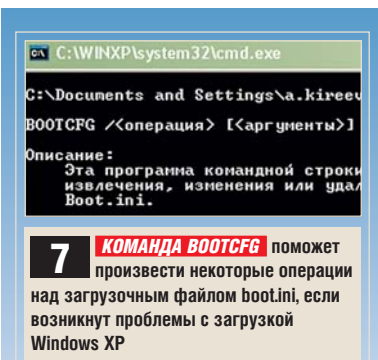 C:\WINXP\system32\cmd.exe
C:\Documents and Settings\a.kireev
BOOTCFG /<операция> [<аргументы>]
Описание:
Эта программа командной строки
извлечения, изменения или
Boot.ini.
7 КОМАНДА BOOTCFG поможет
произвести некоторые операции
над загрузочным файлом boot.ini, если
возникнут проблемы с загрузкой
Windows XP